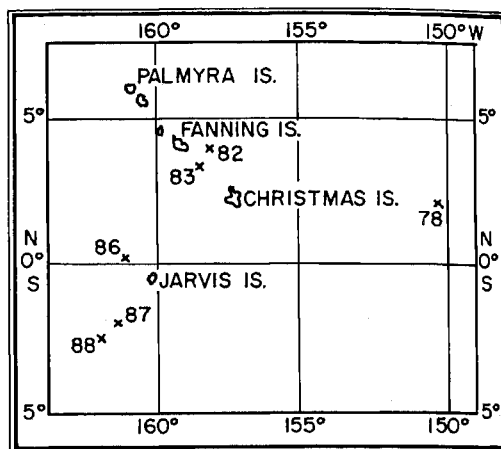 160° 155° 150°W
PALMYRA IS.
5° 5°
FANNING IS.
82
83
CHRISTMAS IS.
78
N N
86
0° 0°
S S
JARVIS IS.
87
88
5° 5°
160° 155° 150°